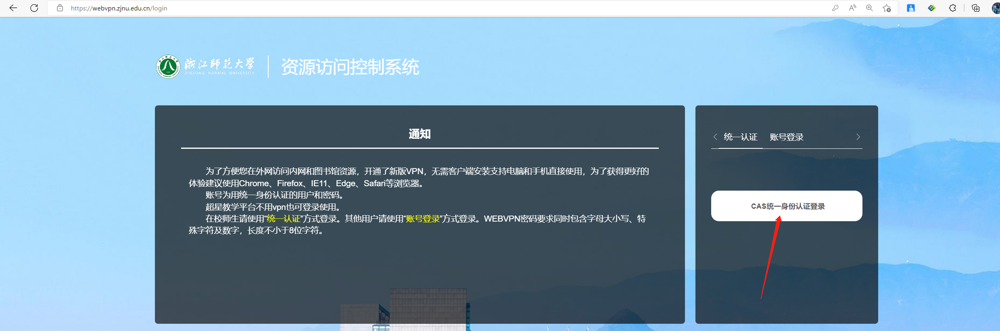 https://webvpn.zjnu.edu.cn/login
浙江師範大學
ZHEJIANG NORMAL UNIVERSITY
资源访问控制系统
通知
为了方便您在外网访问内网和图书馆资源，开通了新版VPN，无需客户端安装支持电脑和手机直接使用，为了获得更好的
体验建议使用Chrome、Firefox、IE11、Edge、Safari等浏览器。
账号为用统一身份认证的用户和密码。
超星教学平台不用vpn也可登录使用。
在校师生请使用“统一认证”方式登录。其他用户请使用“账号登录”方式登录。WEBVPN密码要求同时包含字母大小写、特
殊字符及数字，长度不小于8位字符。
统一认证 账号登录
CAS统一身份认证登录